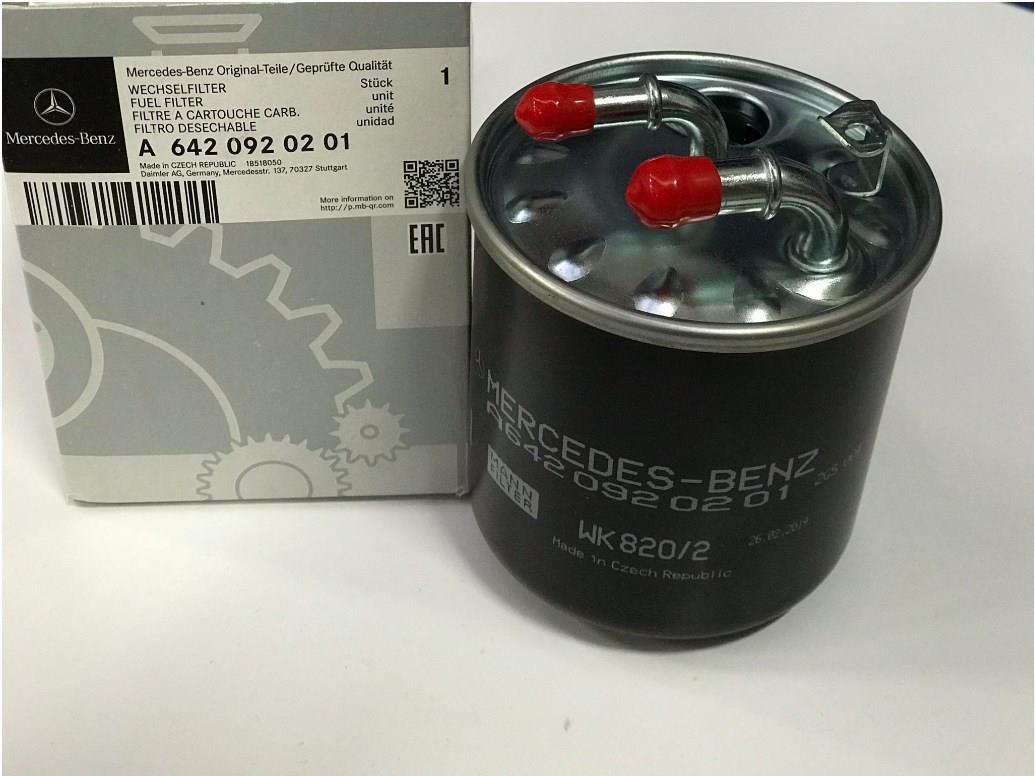 Mercedes-Benz
Mercedes-Benz Original-Teile/Geprüfte Qualität
1
WECHSELFILTER Stück
FUEL FILTER unit
FILTRE A CARTOUCHE CARB. unité
FILTRO DESECHABLE unidad
A 642 092 02 01
Made in CZECH REPUBLIC 18518050
Daimler AG, Germany, Mercedesstr. 137, 70327 Stuttgart
More information on
http://p.mb-qr.com
EAC
MERCEDES-BENZ
A642 092 02 01
MANN
FILTER
WK 820/2
26.02.2019
Made in Czech Republic